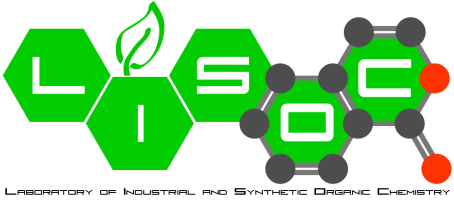 LISOC
Laboratory of Industrial and Synthetic Organic Chemistry